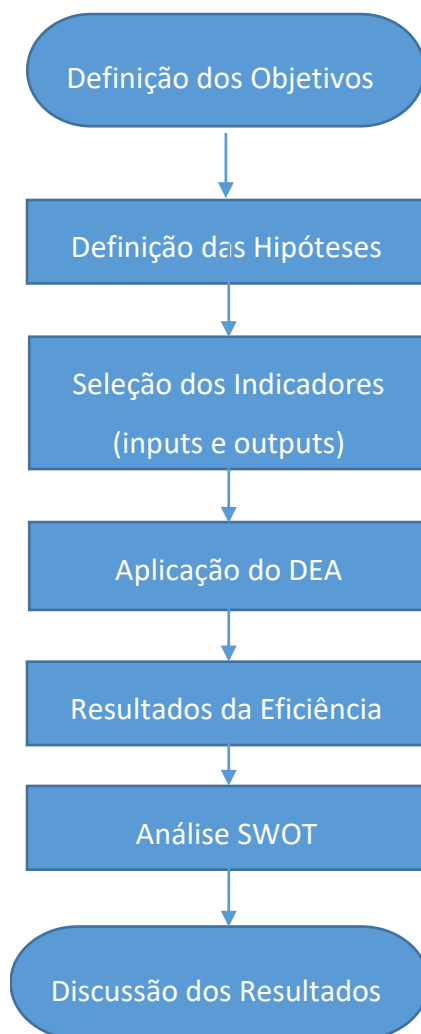 Definição dos Objetivos
Definição das Hipóteses
Seleção dos Indicadores
(inputs e outputs)
Aplicação do DEA
Resultados da Eficiência
Análise SWOT
Discussão dos Resultados